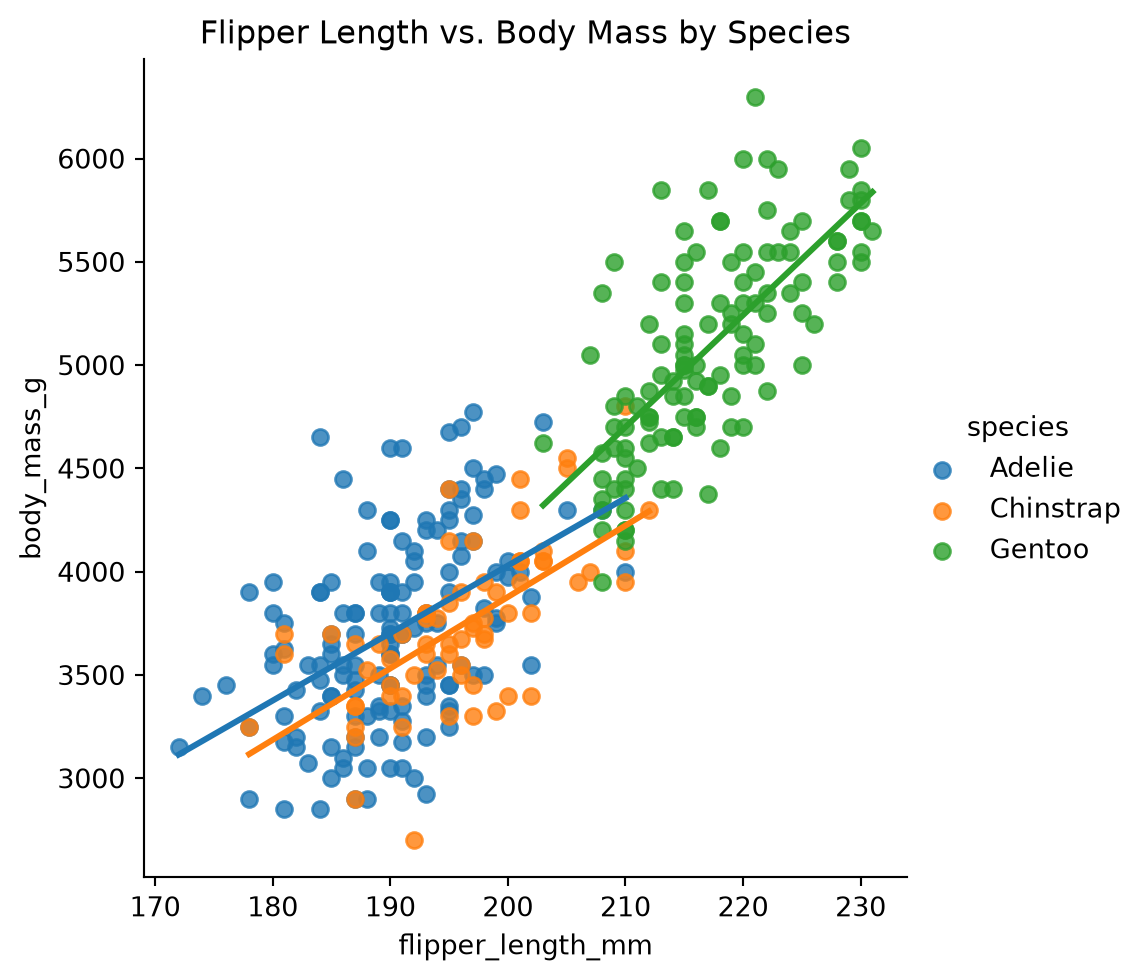 Flipper Length vs. Body Mass by Species
6000
5500
5000
4500
4000
3500
3000
body_mass_g
170 180 190 200 210 220 230
flipper_length_mm
species
Adelie
Chinstrap
Gentoo